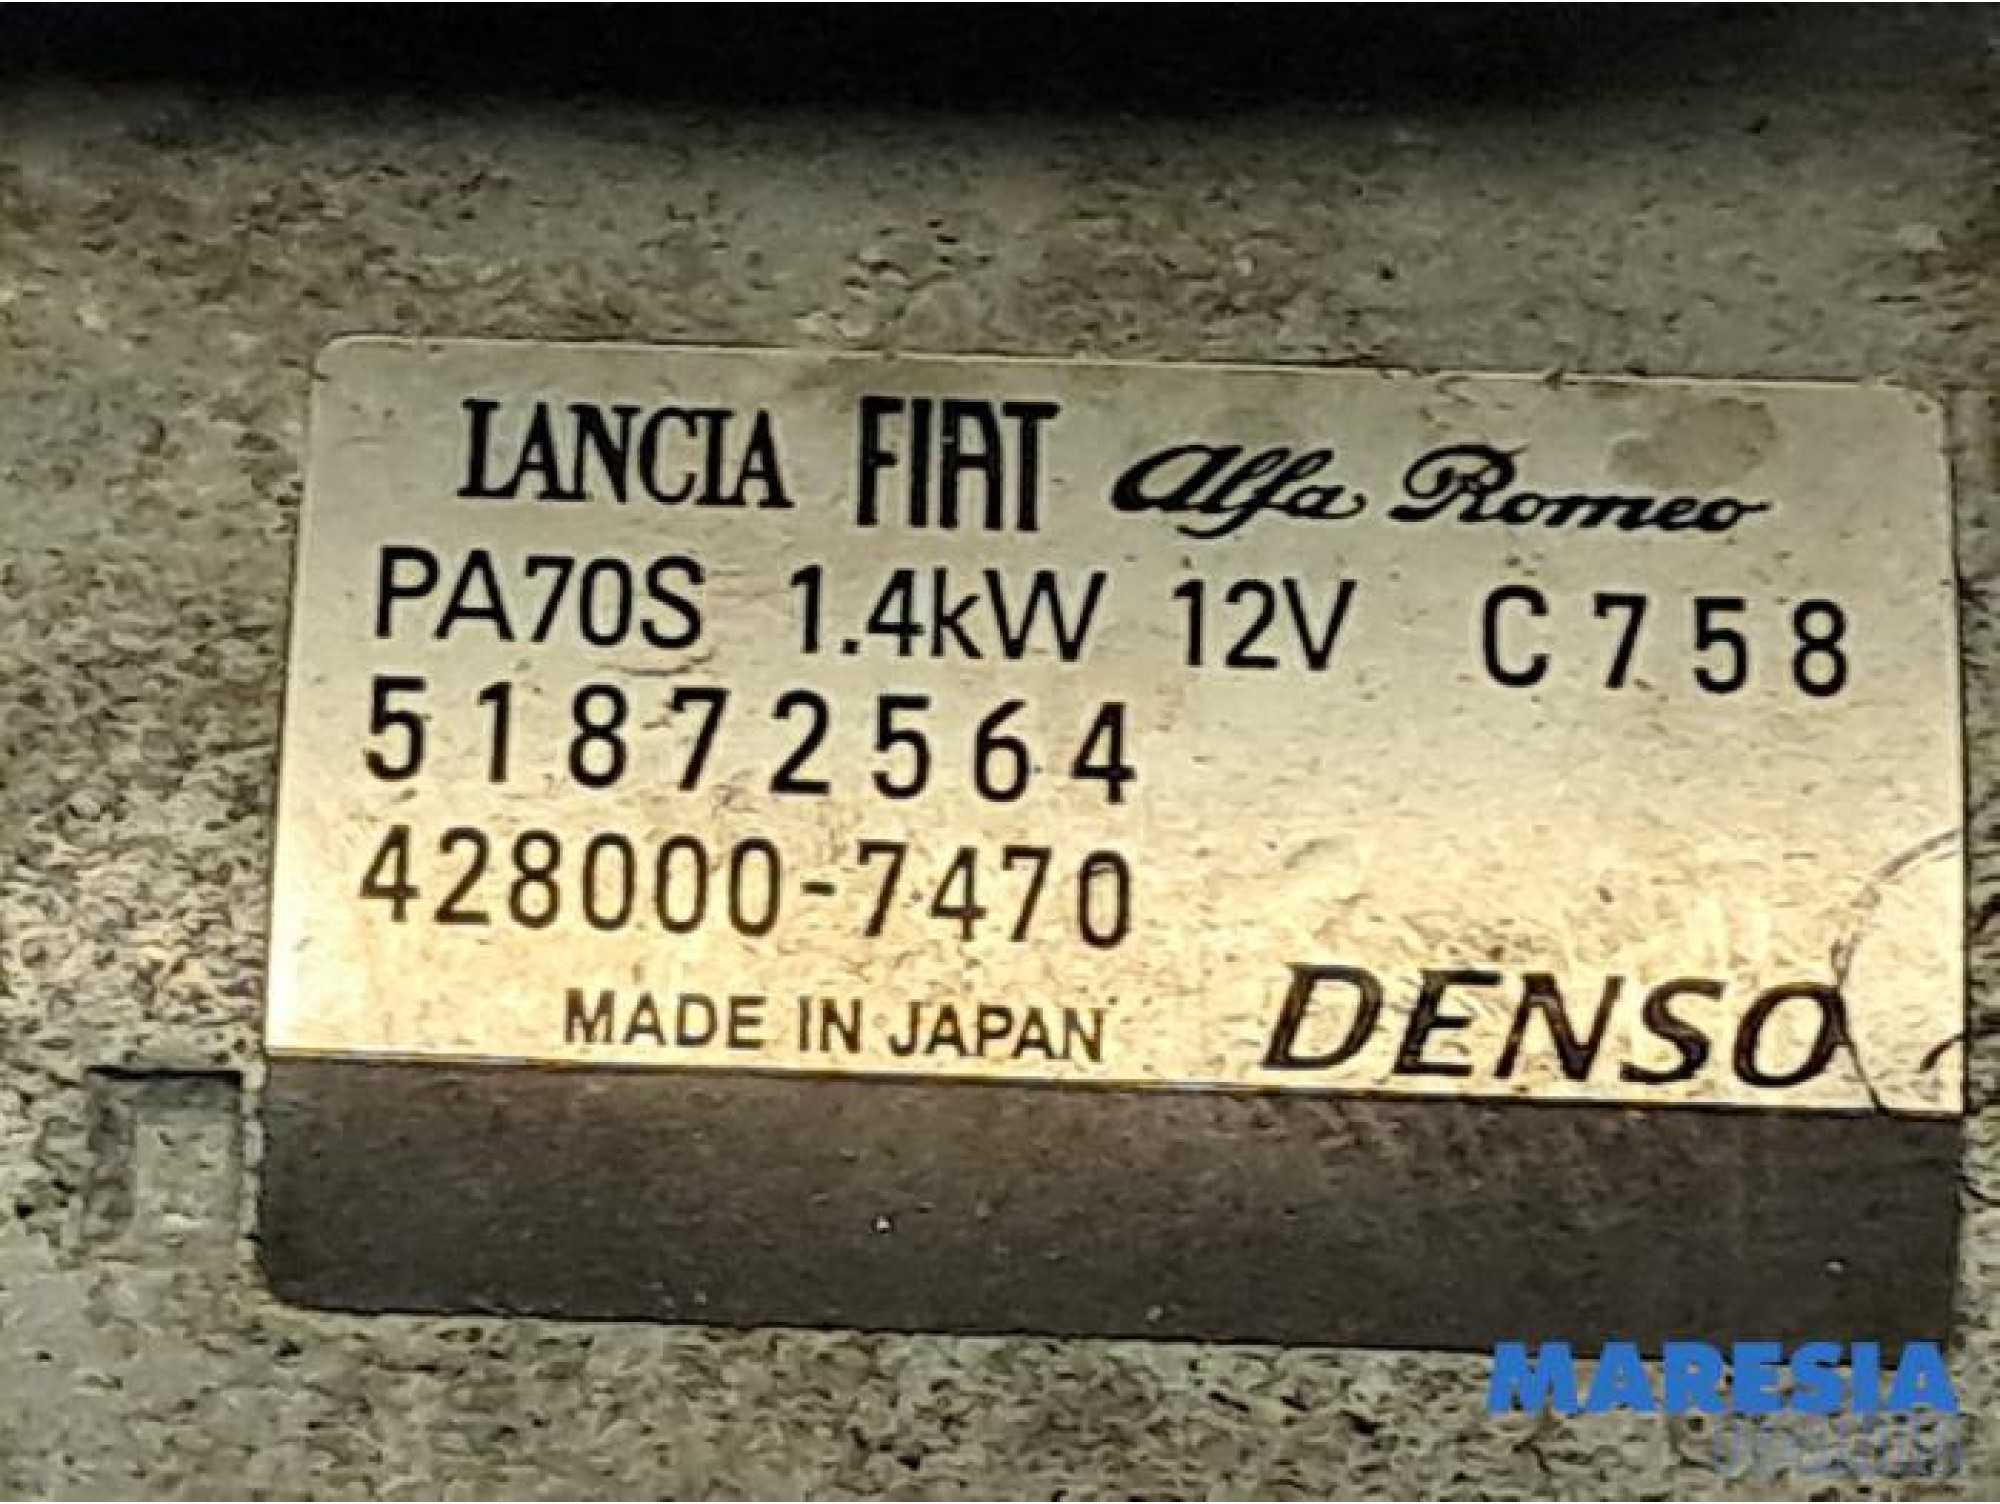 LANCIA FIAT Alfa Romeo
PA70S 1.4kW 12V C758
51872564
428000-7470
MADE IN JAPAN DENSO
MARESIA